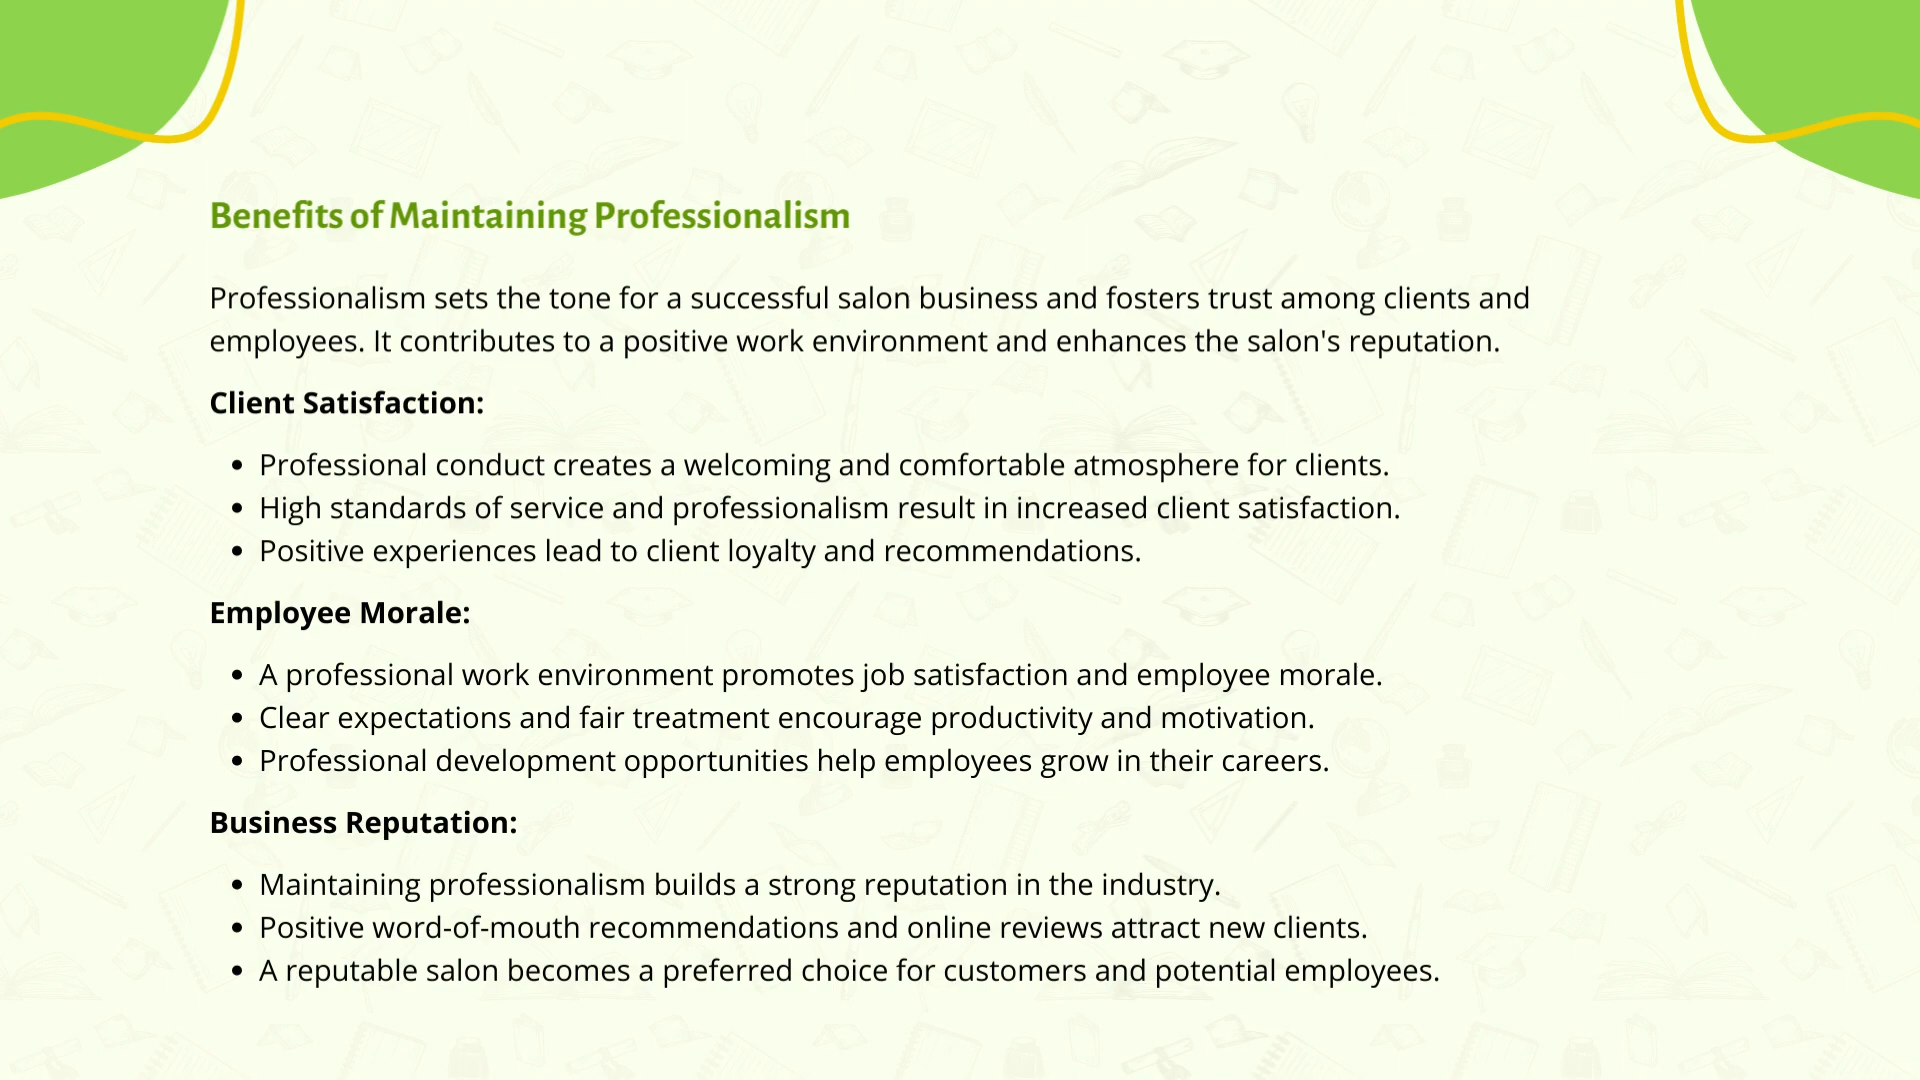 Benefits of Maintaining Professionalism
Professionalism sets the tone for a successful salon business and fosters trust among clients and
employees. It contributes to a positive work environment and enhances the salon's reputation.
Client Satisfaction:
• Professional conduct creates a welcoming and comfortable atmosphere for clients.
• High standards of service and professionalism result in increased client satisfaction.
• Positive experiences lead to client loyalty and recommendations.
Employee Morale:
• A professional work environment promotes job satisfaction and employee morale.
• Clear expectations and fair treatment encourage productivity and motivation.
• Professional development opportunities help employees grow in their careers.
Business Reputation:
• Maintaining professionalism builds a strong reputation in the industry.
• Positive word-of-mouth recommendations and online reviews attract new clients.
• A reputable salon becomes a preferred choice for customers and potential employees.